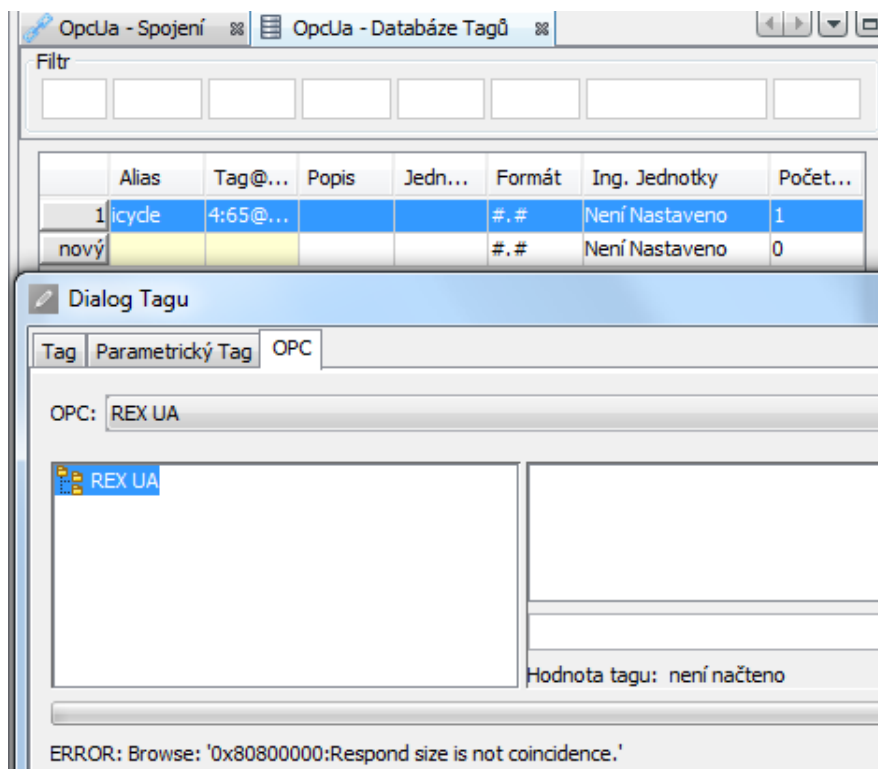 OpcUa - Spojení OpcUa - Databáze Tagů
Filtr
Alias Tag@... Popis Jedn... Formát Ing. Jednotky Počet...
1 icycle 4:65@... #.# Není Nastaveno 1
nový #.# Není Nastaveno 0
Dialog Tagu
Tag Parametrický Tag OPC
OPC: REX UA
REX UA
Hodnota tagu: není načteno
ERROR: Browse: '0x80800000:Respond size is not coincidence.'